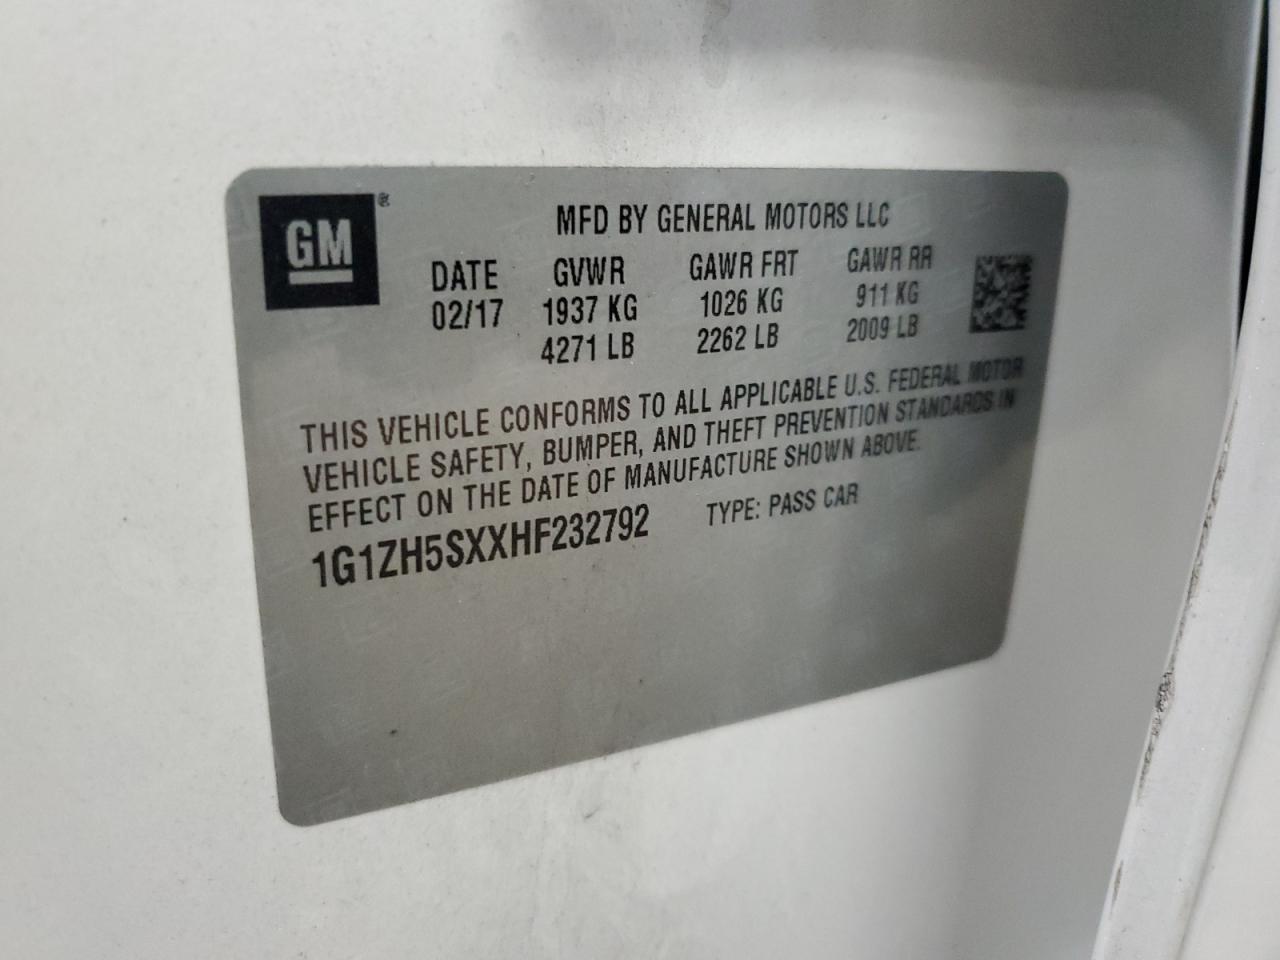 GM®
MFD BY GENERAL MOTORS LLC
DATE GVWR GAWR FRT GAWR RR
02/17 1937 KG 1026 KG 911 KG
4271 LB 2262 LB 2009 LB
THIS VEHICLE CONFORMS TO ALL APPLICABLE U.S. FEDERAL MOTOR
VEHICLE SAFETY, BUMPER, AND THEFT PREVENTION STANDARDS IN
EFFECT ON THE DATE OF MANUFACTURE SHOWN ABOVE.
1G1ZH5SXXHF232792 TYPE: PASS CAR